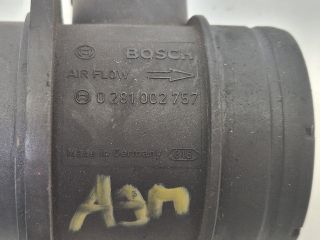 BOSCH
AIR FLOW
0 281 002 757
Made in Germany